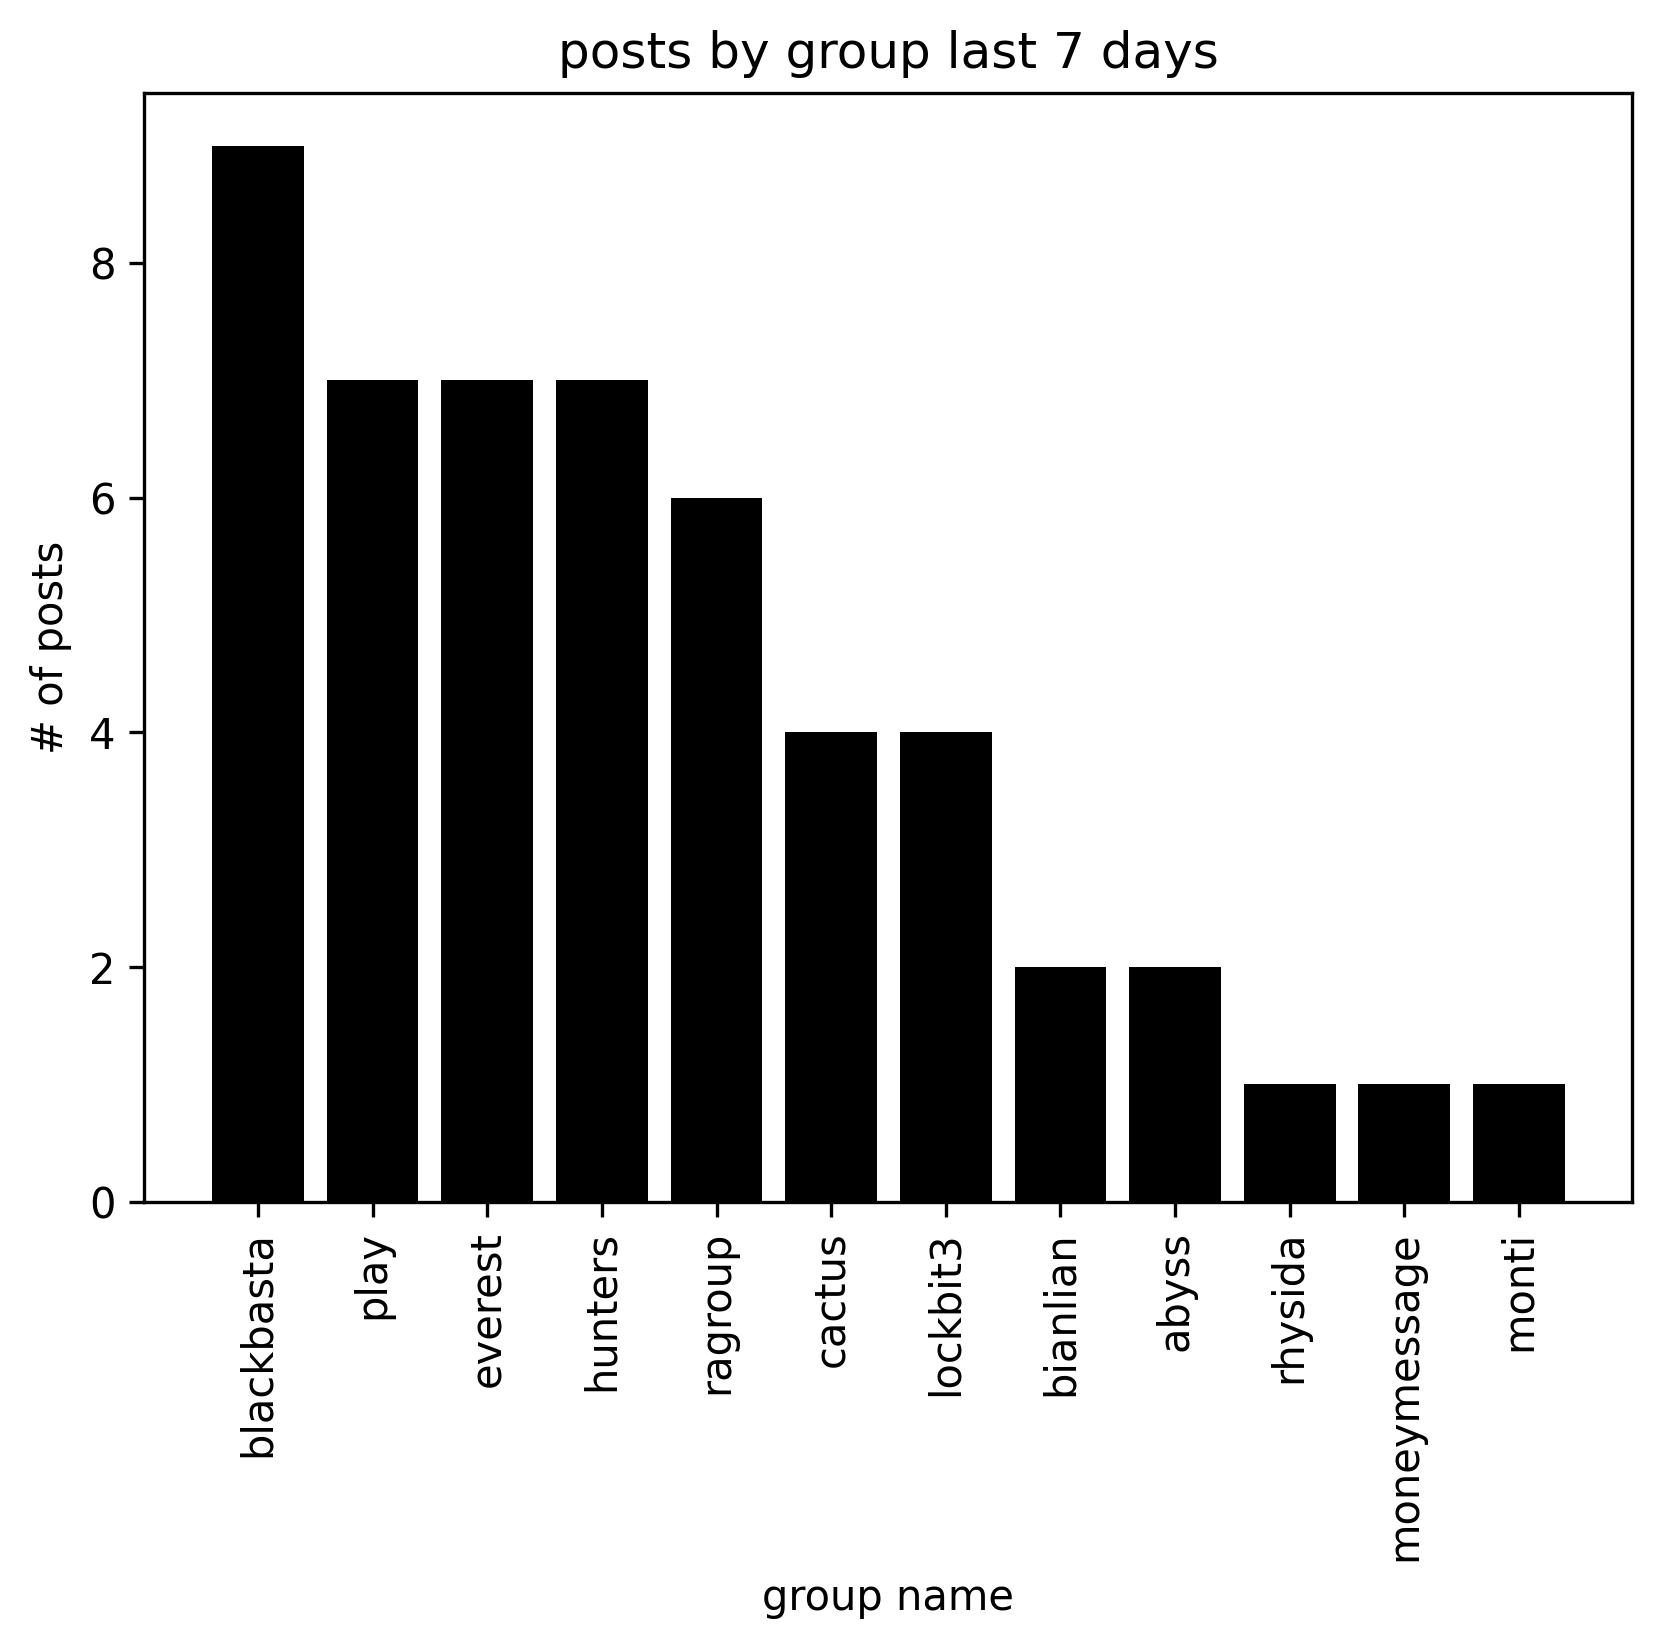 posts by group last 7 days
# of posts
8
6
4
2
0
blackbasta
play
everest
hunters
ragroup
cactus
lockbit3
bianlian
abyss
rhysida
moneymessage
monti
group name